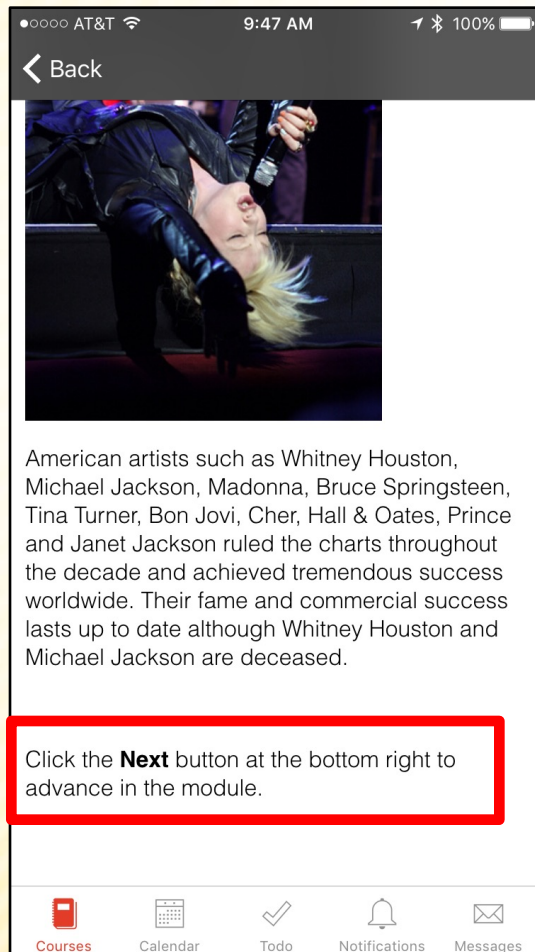 AT&T 9:47 AM 100%
Back
American artists such as Whitney Houston,
Michael Jackson, Madonna, Bruce Springsteen,
Tina Turner, Bon Jovi, Cher, Hall & Oates, Prince
and Janet Jackson ruled the charts throughout
the decade and achieved tremendous success
worldwide. Their fame and commercial success
lasts up to date although Whitney Houston and
Michael Jackson are deceased.
Click the Next button at the bottom right to
advance in the module.
Courses Calendar Todo Notifications Messages